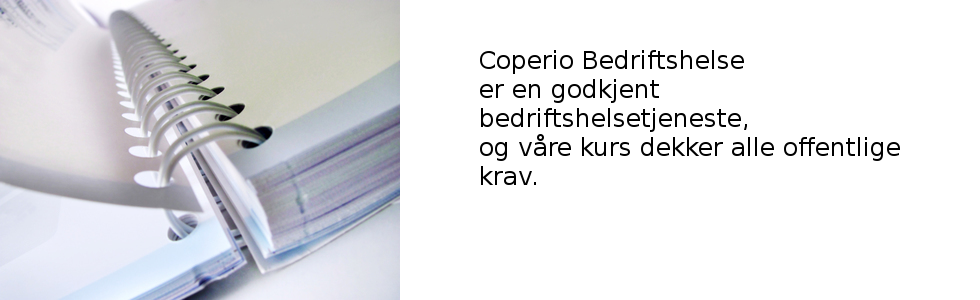 Coperio Bedriftshelse
er en godkjent
bedriftshelsetjeneste,
og våre kurs dekker alle offentlige
krav.